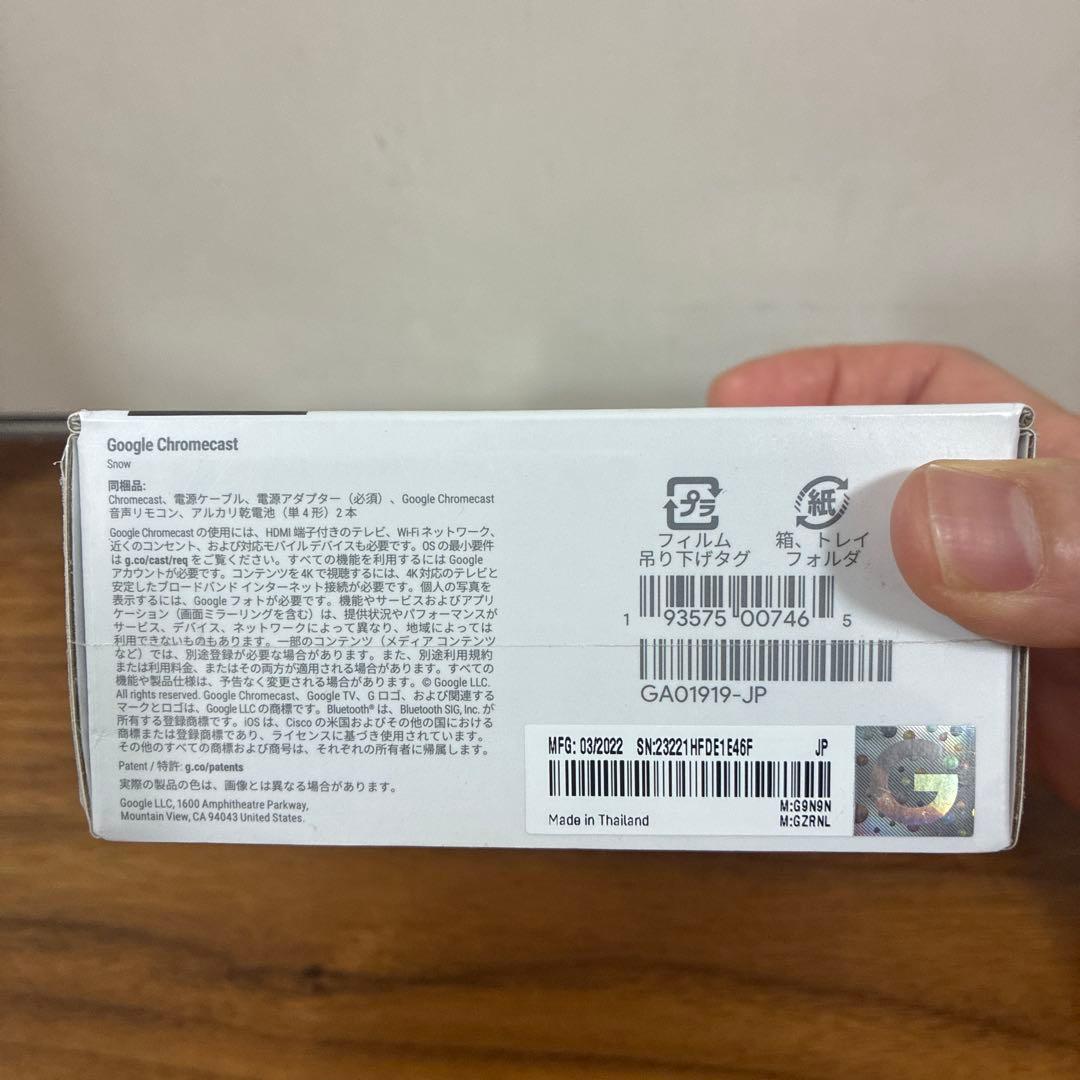 Google Chromecast
Snow
同梱品:
Chromecast、電源ケーブル、電源アダプター（必須）、Google Chromecast
音声リモコン、アルカリ乾電池（単4形）2本
Google Chromecast の使用には、HDMI 端子付きのテレビ、Wi-Fi ネットワーク、
近くのコンセント、および対応モバイル デバイスも必要です。OS の最小要件
は g.co/cast/req をご覧ください。すべての機能を利用するには Google
アカウントが必要です。コンテンツを 4K で視聴するには、4K 対応のテレビと
安定したブロードバンド インターネット接続が必要です。個人の写真を
表示するには、Google フォトが必要です。機能やサービスおよびアプリ
ケーション（画面ミラーリングを含む）は、提供状況やパフォーマンスが
サービス、デバイス、ネットワークによって異なり、地域によっては
利用できないものもあります。一部のコンテンツ（メディア コンテンツ
など）では、別途登録が必要な場合があります。また、別途利用規約
または利用料金、またはその両方が適用される場合があります。すべての
機能や製品仕様は、予告なく変更される場合があります。© Google LLC.
All rights reserved. Google Chromecast、Google TV、G ロゴ、および関連する
マークとロゴは、Google LLC の商標です。Bluetooth® は、Bluetooth SIG, Inc. が
所有する登録商標です。iOS は、Cisco の米国およびその他の国における
商標または登録商標であり、ライセンスに基づき使用されています。
その他のすべての商標および商号は、それぞれの所有者に帰属します。
Patent / 特許: g.co/patents
実際の製品の色は、画像とは異なる場合があります。
Google LLC, 1600 Amphitheatre Parkway,
Mountain View, CA 94043 United States.
プラ
フィルム
吊り下げタグ
紙
箱、トレイ
フォルダ
1 93575 00746 5
GA01919-JP
MFG: 03/2022 SN:23221HFDE1E46F JP
M:G9N9N
Made in Thailand M:GZRNL
G